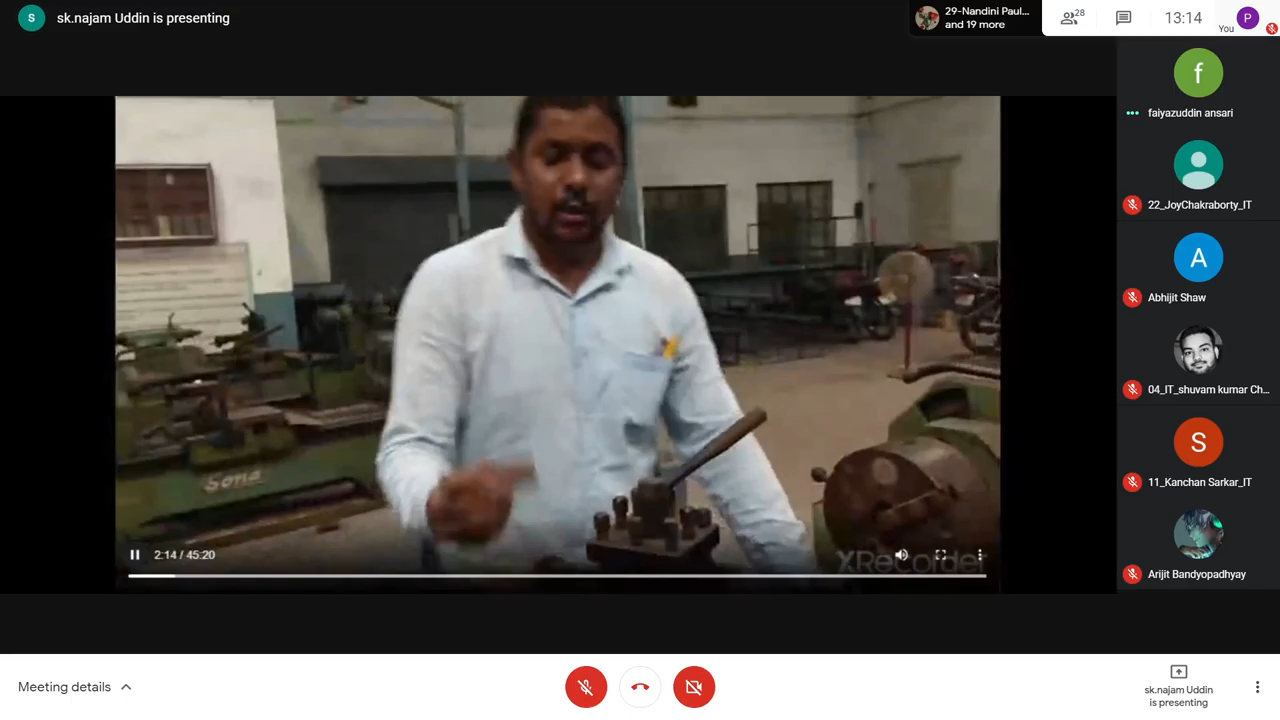 S
sk.najam Uddin is presenting
29-Nandini Paul...
and 19 more
28
13:14
You
P
f
faiyazuddin ansari
22_JoyChakraborty_IT
A
Abhijit Shaw
04_IT_shuvam kumar Ch...
S
11_Kanchan Sarkar_IT
Arijit Bandyopadhyay
Sona
2:14 / 45:20
XRecorder
Meeting details
sk.najam Uddin
is presenting